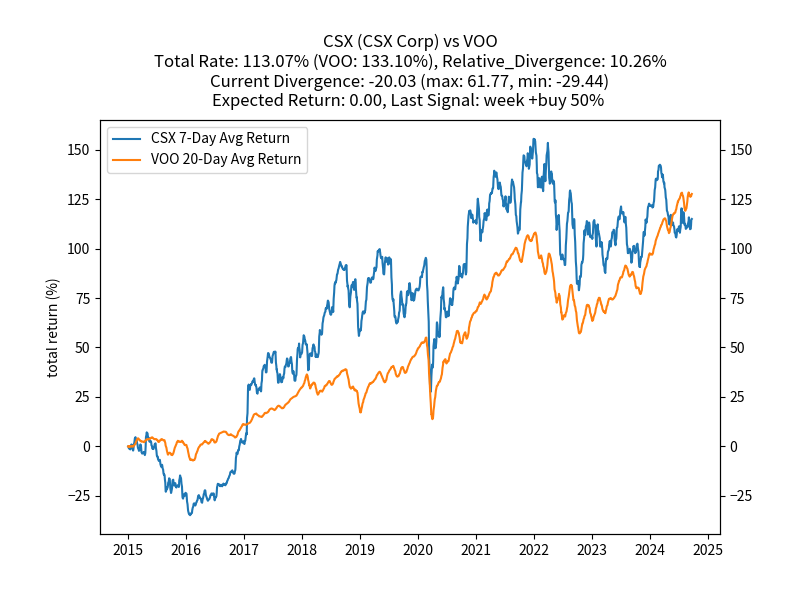 CSX (CSX Corp) vs VOO
Total Rate: 113.07% (VOO: 133.10%), Relative_Divergence: 10.26%
Current Divergence: -20.03 (max: 61.77, min: -29.44)
Expected Return: 0.00, Last Signal: week +buy 50%
CSX 7-Day Avg Return
VOO 20-Day Avg Return
total return (%)
150
125
100
75
50
25
0
−25
150
125
100
75
50
25
0
−25
2015 2016 2017 2018 2019 2020 2021 2022 2023 2024 2025